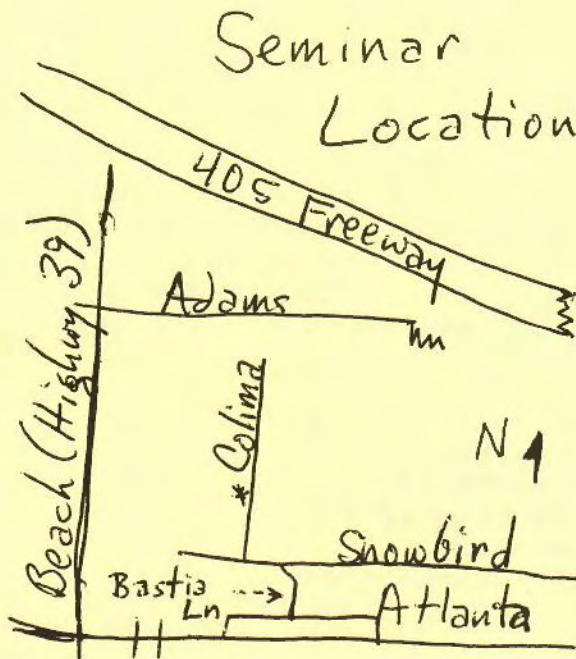 Seminar
Location
405 Freeway
Beach (Highway 39)
Adams
* Colima
N
Snowbird
Bastia
Ln
Atlanta